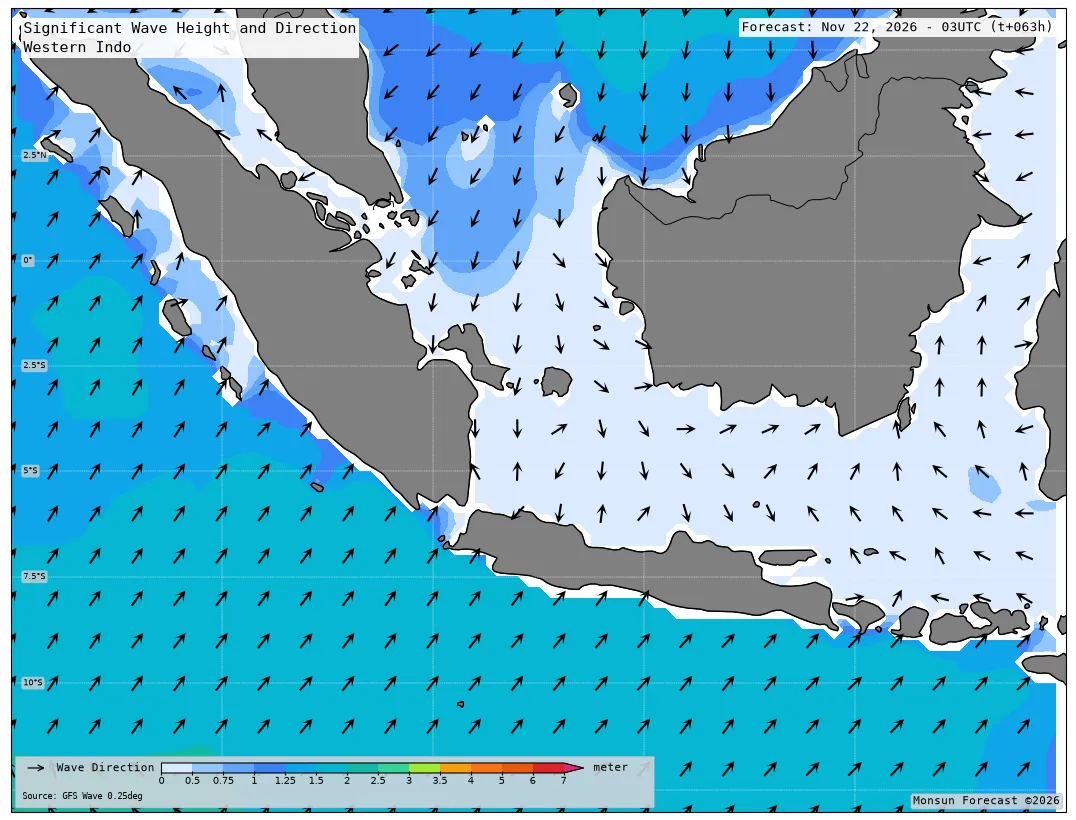 Significant Wave Height and Direction
Western Indo
Forecast: Nov 22, 2026 - 03UTC (t+063h)
2.5°N
0°
2.5°S
5°S
7.5°S
10°S
Wave Direction
0 0.5 0.75 1 1.25 1.5 2 2.5 3 3.5 4 5 6 7
meter
Source: GFS Wave 0.25deg
Monsun Forecast ©2026